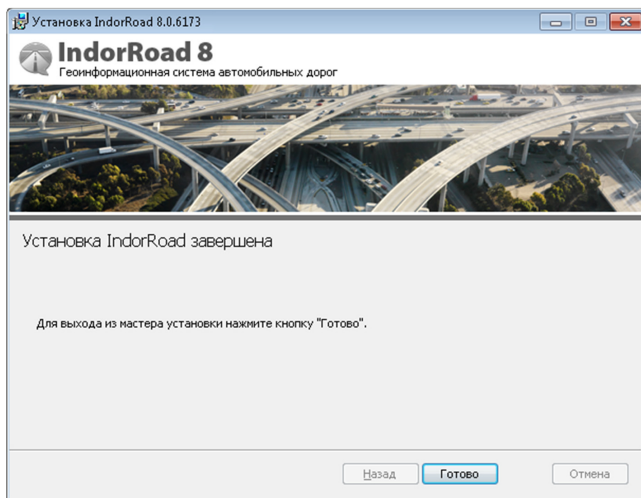 Установка IndorRoad 8.0.6173
IndorRoad 8
Геоинформационная система автомобильных дорог
Установка IndorRoad завершена
Для выхода из мастера установки нажмите кнопку "Готово".
Назад Готово Отмена